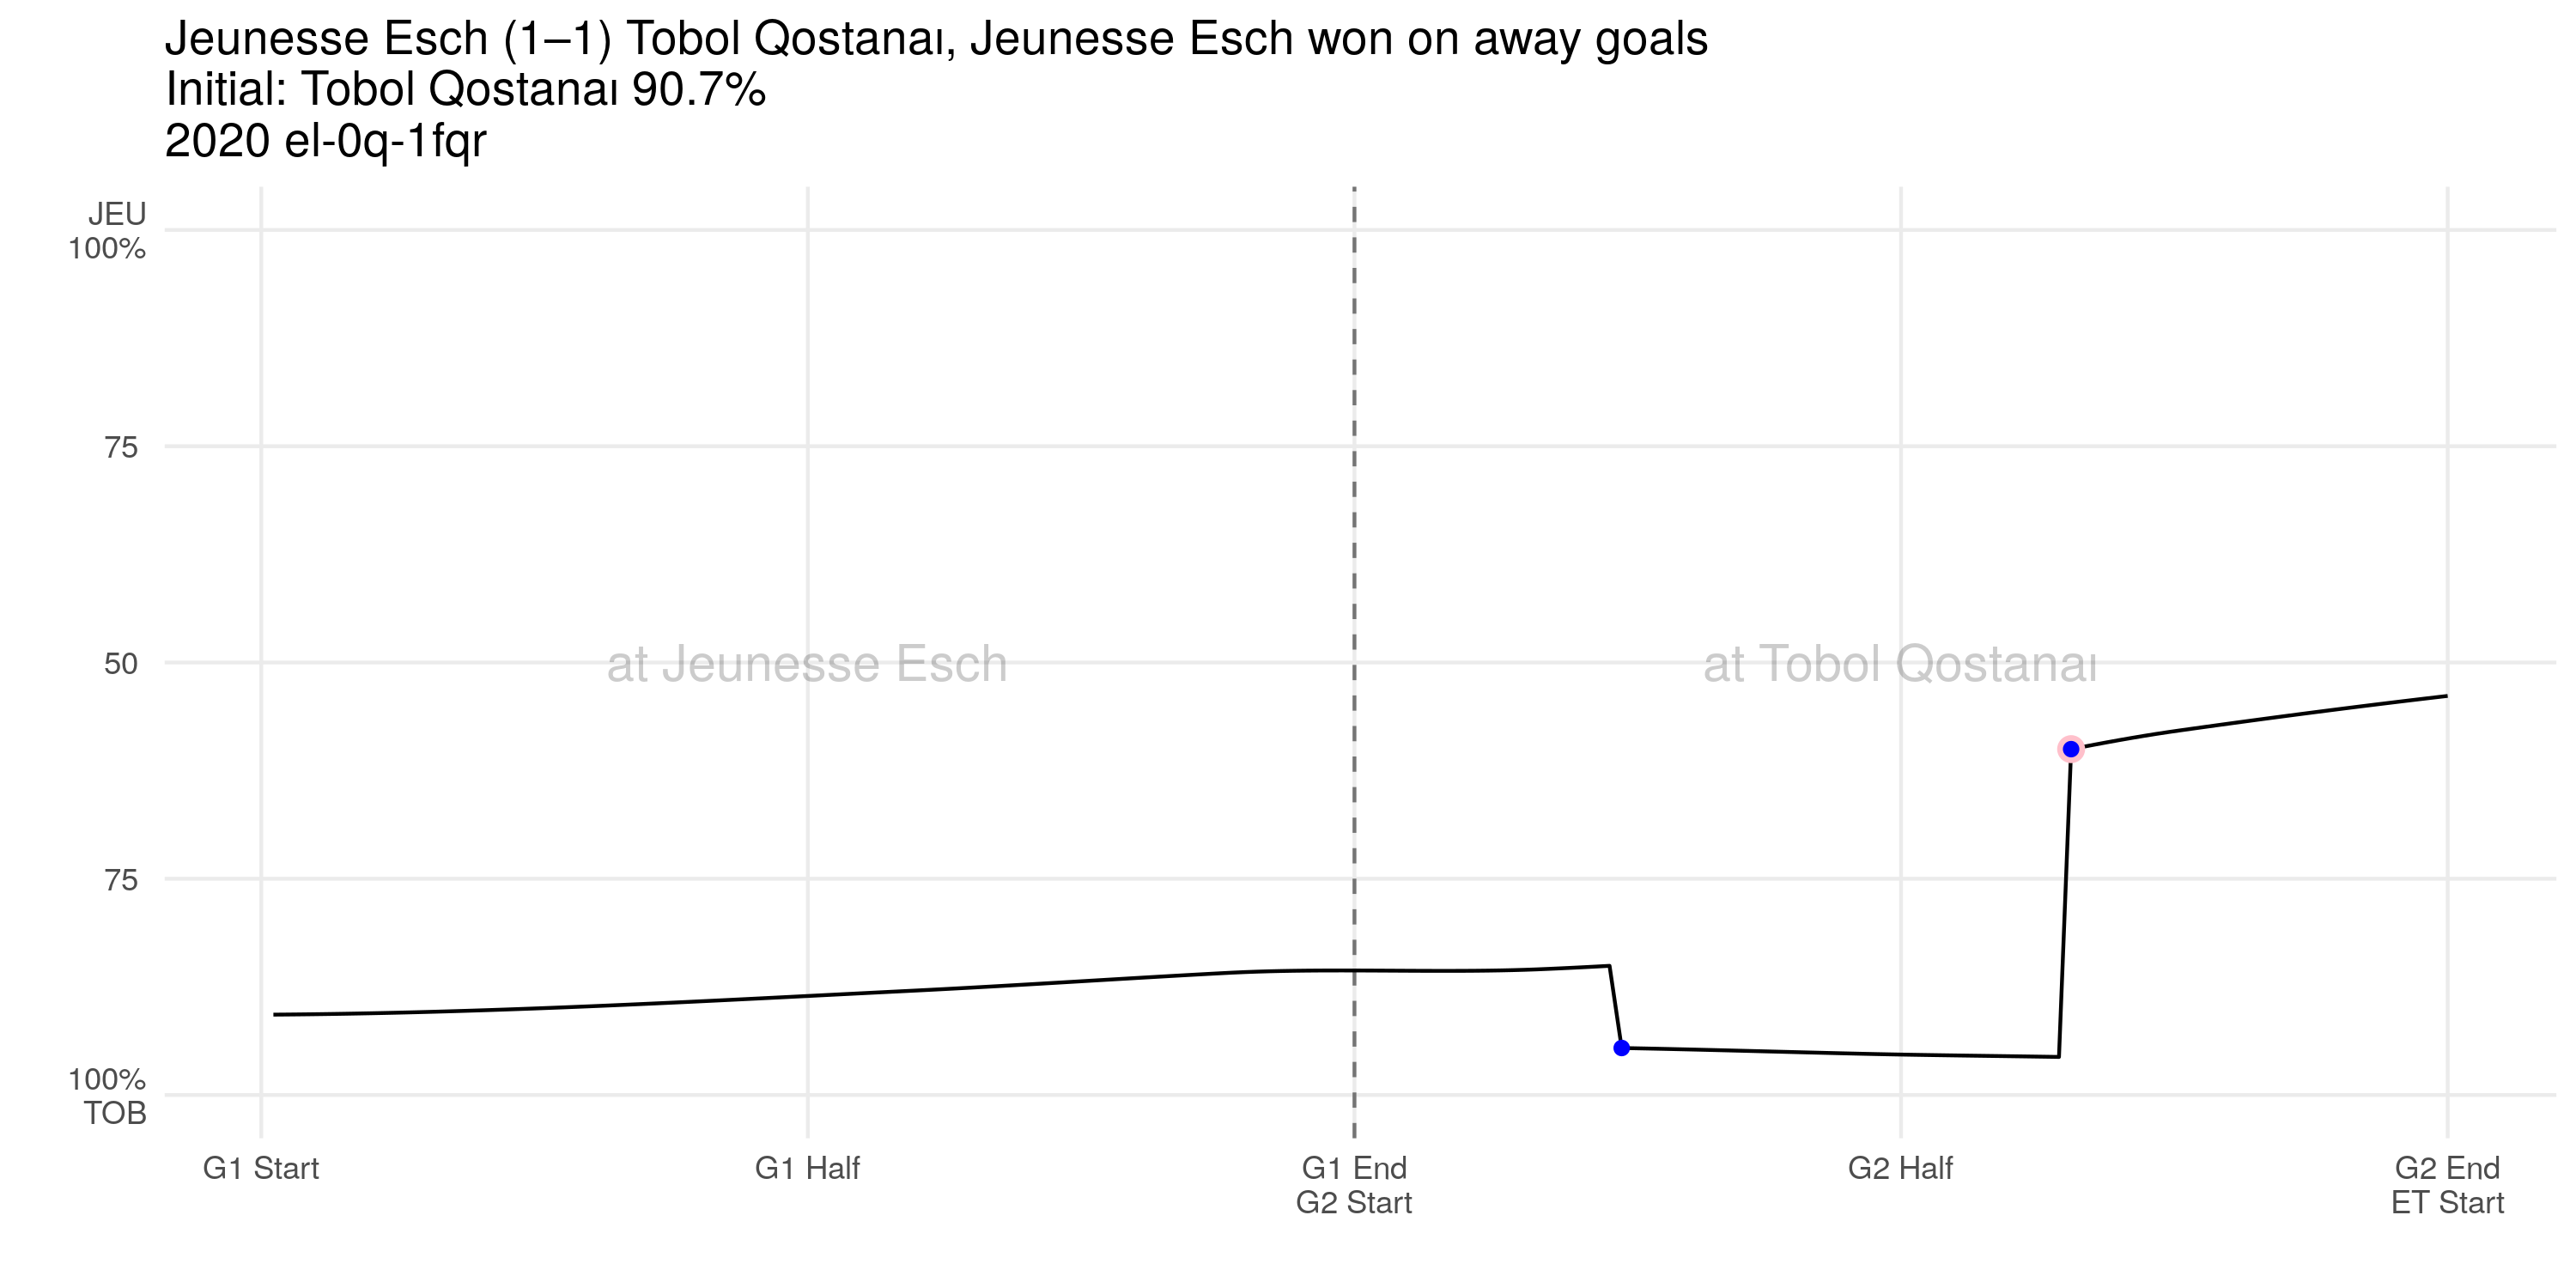 Jeunesse Esch (1–1) Tobol Qostanaı, Jeunesse Esch won on away goals
Initial: Tobol Qostanaı 90.7%
2020 el-0q-1fqr
JEU
100%
75
50
75
100%
TOB
at Jeunesse Esch
at Tobol Qostanaı
G1 Start
G1 Half
G1 End
G2 Start
G2 Half
G2 End
ET Start